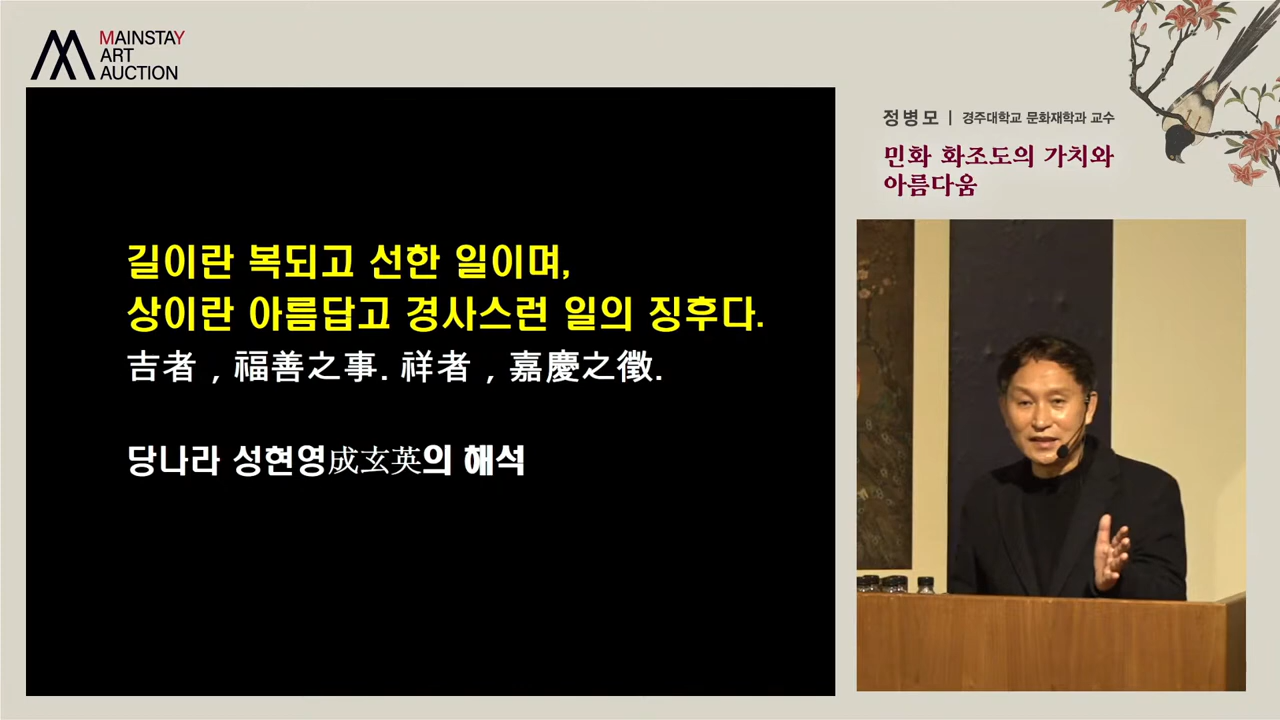 MAINSTAY
ART
AUCTION
정병모 | 경주대학교 문화재학과 교수
민화 화조도의 가치와
아름다움
길이란 복되고 선한 일이며,
상이란 아름답고 경사스런 일의 징후다.
吉者，福善之事. 祥者，嘉慶之徵.
당나라 성현영成玄英의 해석